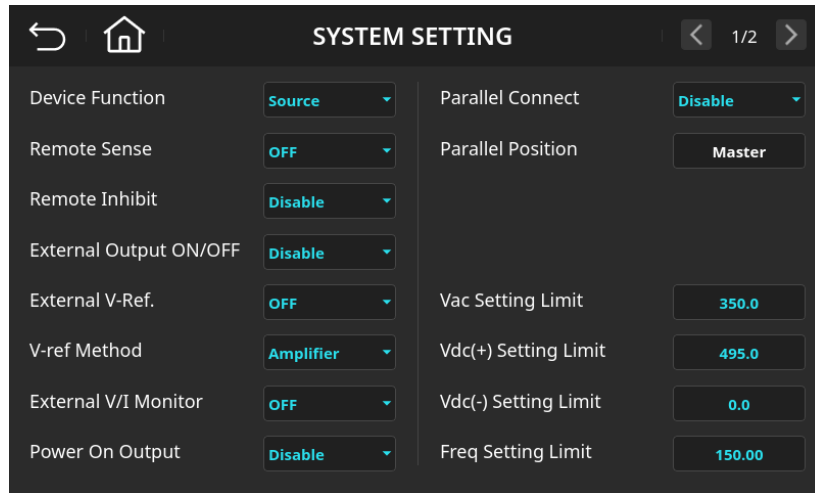 SYSTEM SETTING
1/2
Device Function Source
Remote Sense OFF
Remote Inhibit Disable
External Output ON/OFF Disable
External V-Ref. OFF
V-ref Method Amplifier
External V/I Monitor OFF
Power On Output Disable
Parallel Connect Disable
Parallel Position Master
Vac Setting Limit 350.0
Vdc(+) Setting Limit 495.0
Vdc(-) Setting Limit 0.0
Freq Setting Limit 150.00